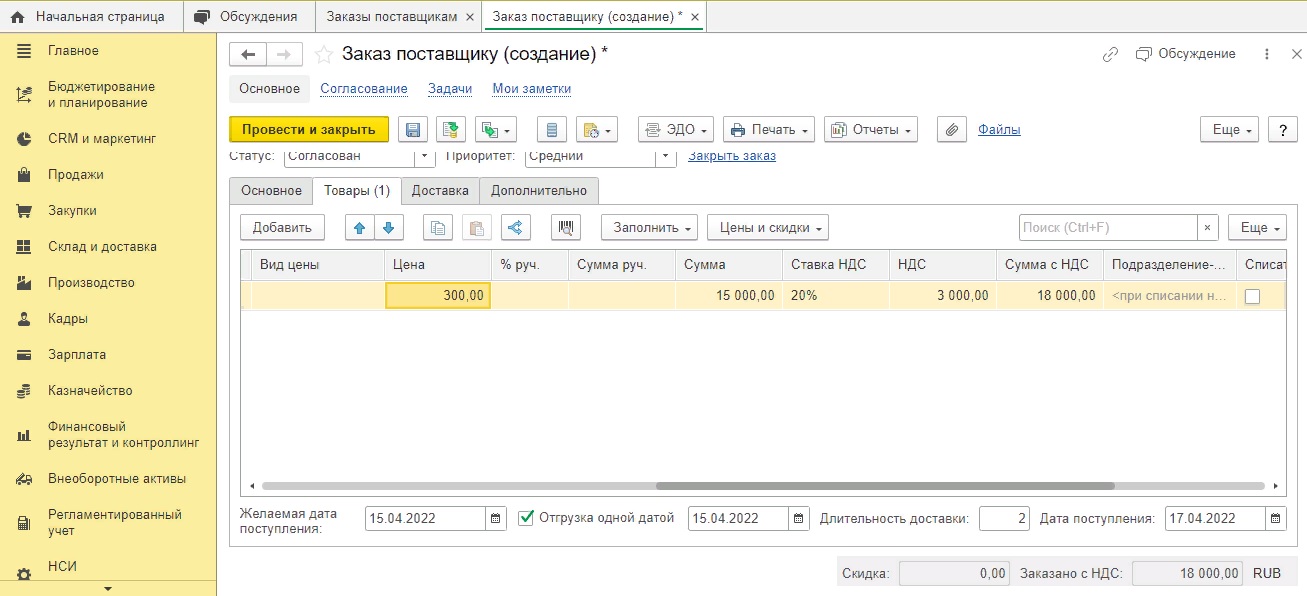 Начальная страница
Обсуждения
Заказы поставщикам ×
Заказ поставщику (создание) * ×
Главное
Бюджетирование
и планирование
CRM и маркетинг
Продажи
Закупки
Склад и доставка
Производство
Кадры
Зарплата
Казначейство
Финансовый
результат и контроллинг
Внеоборотные активы
Регламентированный
учет
НСИ
Заказ поставщику (создание) *
Обсуждение
Основное Согласование Задачи Мои заметки
Провести и закрыть ЭДО Печать Отчеты Файлы Еще ?
Статус: Согласован Приоритет: Средний Закрыть заказ
Основное Товары (1) Доставка Дополнительно
Добавить Заполнить Цены и скидки Поиск (Ctrl+F) × Еще
Вид цены Цена % руч. Сумма руч. Сумма Ставка НДС НДС Сумма с НДС Подразделение-... Списат
300,00 15 000,00 20% 3 000,00 18 000,00 <при списании н...
Желаемая дата
поступления: 15.04.2022 Отгрузка одной датой 15.04.2022 Длительность доставки: 2 Дата поступления: 17.04.2022
Скидка: 0,00 Заказано с НДС: 18 000,00 RUB